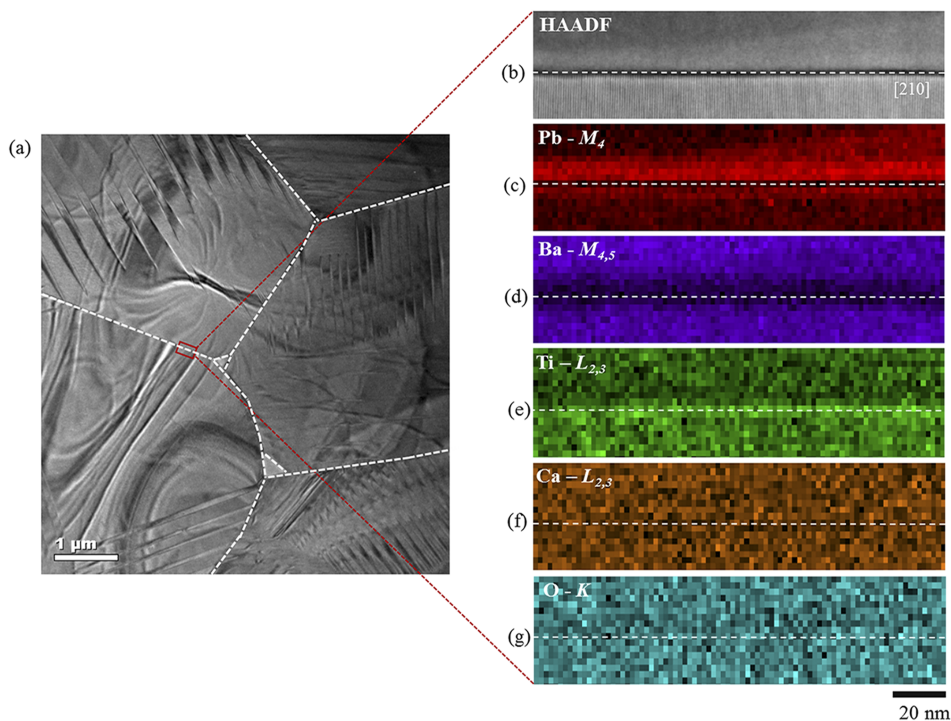 HAADF
(b)
[210]
(a)
Pb - M4
(c)
Ba - M4,5
(d)
Ti - L2,3
(e)
Ca – L2,3
(f)
O - K
(g)
1 µm
20 nm